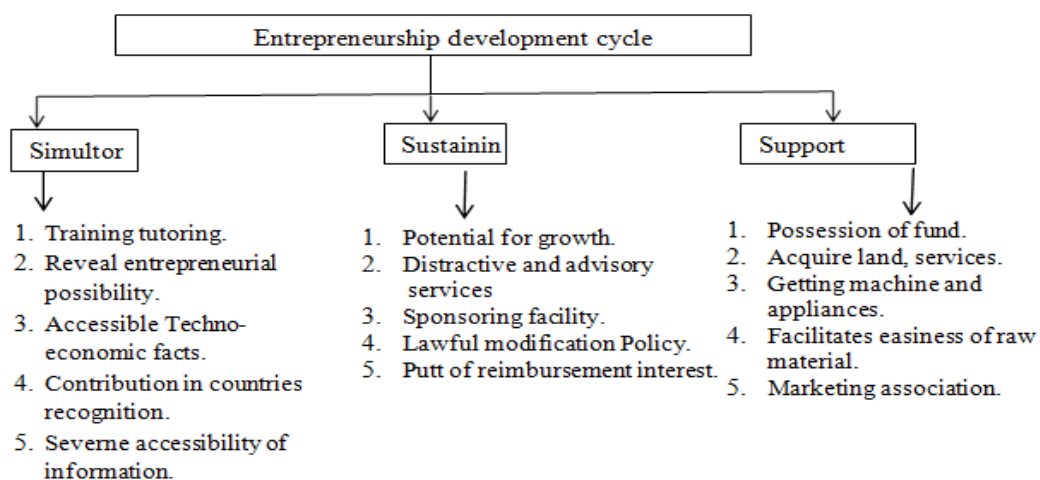 Entrepreneurship development cycle
Simultor
1. Training tutoring.
2. Reveal entrepreneurial
possibility.
3. Accessible Techno-
economic facts.
4. Contribution in countries
recognition.
5. Severne accessibility of
information.
Sustainin
1. Potential for growth.
2. Distractive and advisory
services
3. Sponsoring facility.
4. Lawful modification Policy.
5. Putt of reimbursement interest.
Support
1. Possession of fund.
2. Acquire land, services.
3. Getting machine and
appliances.
4. Facilitates easiness of raw
material.
5. Marketing association.